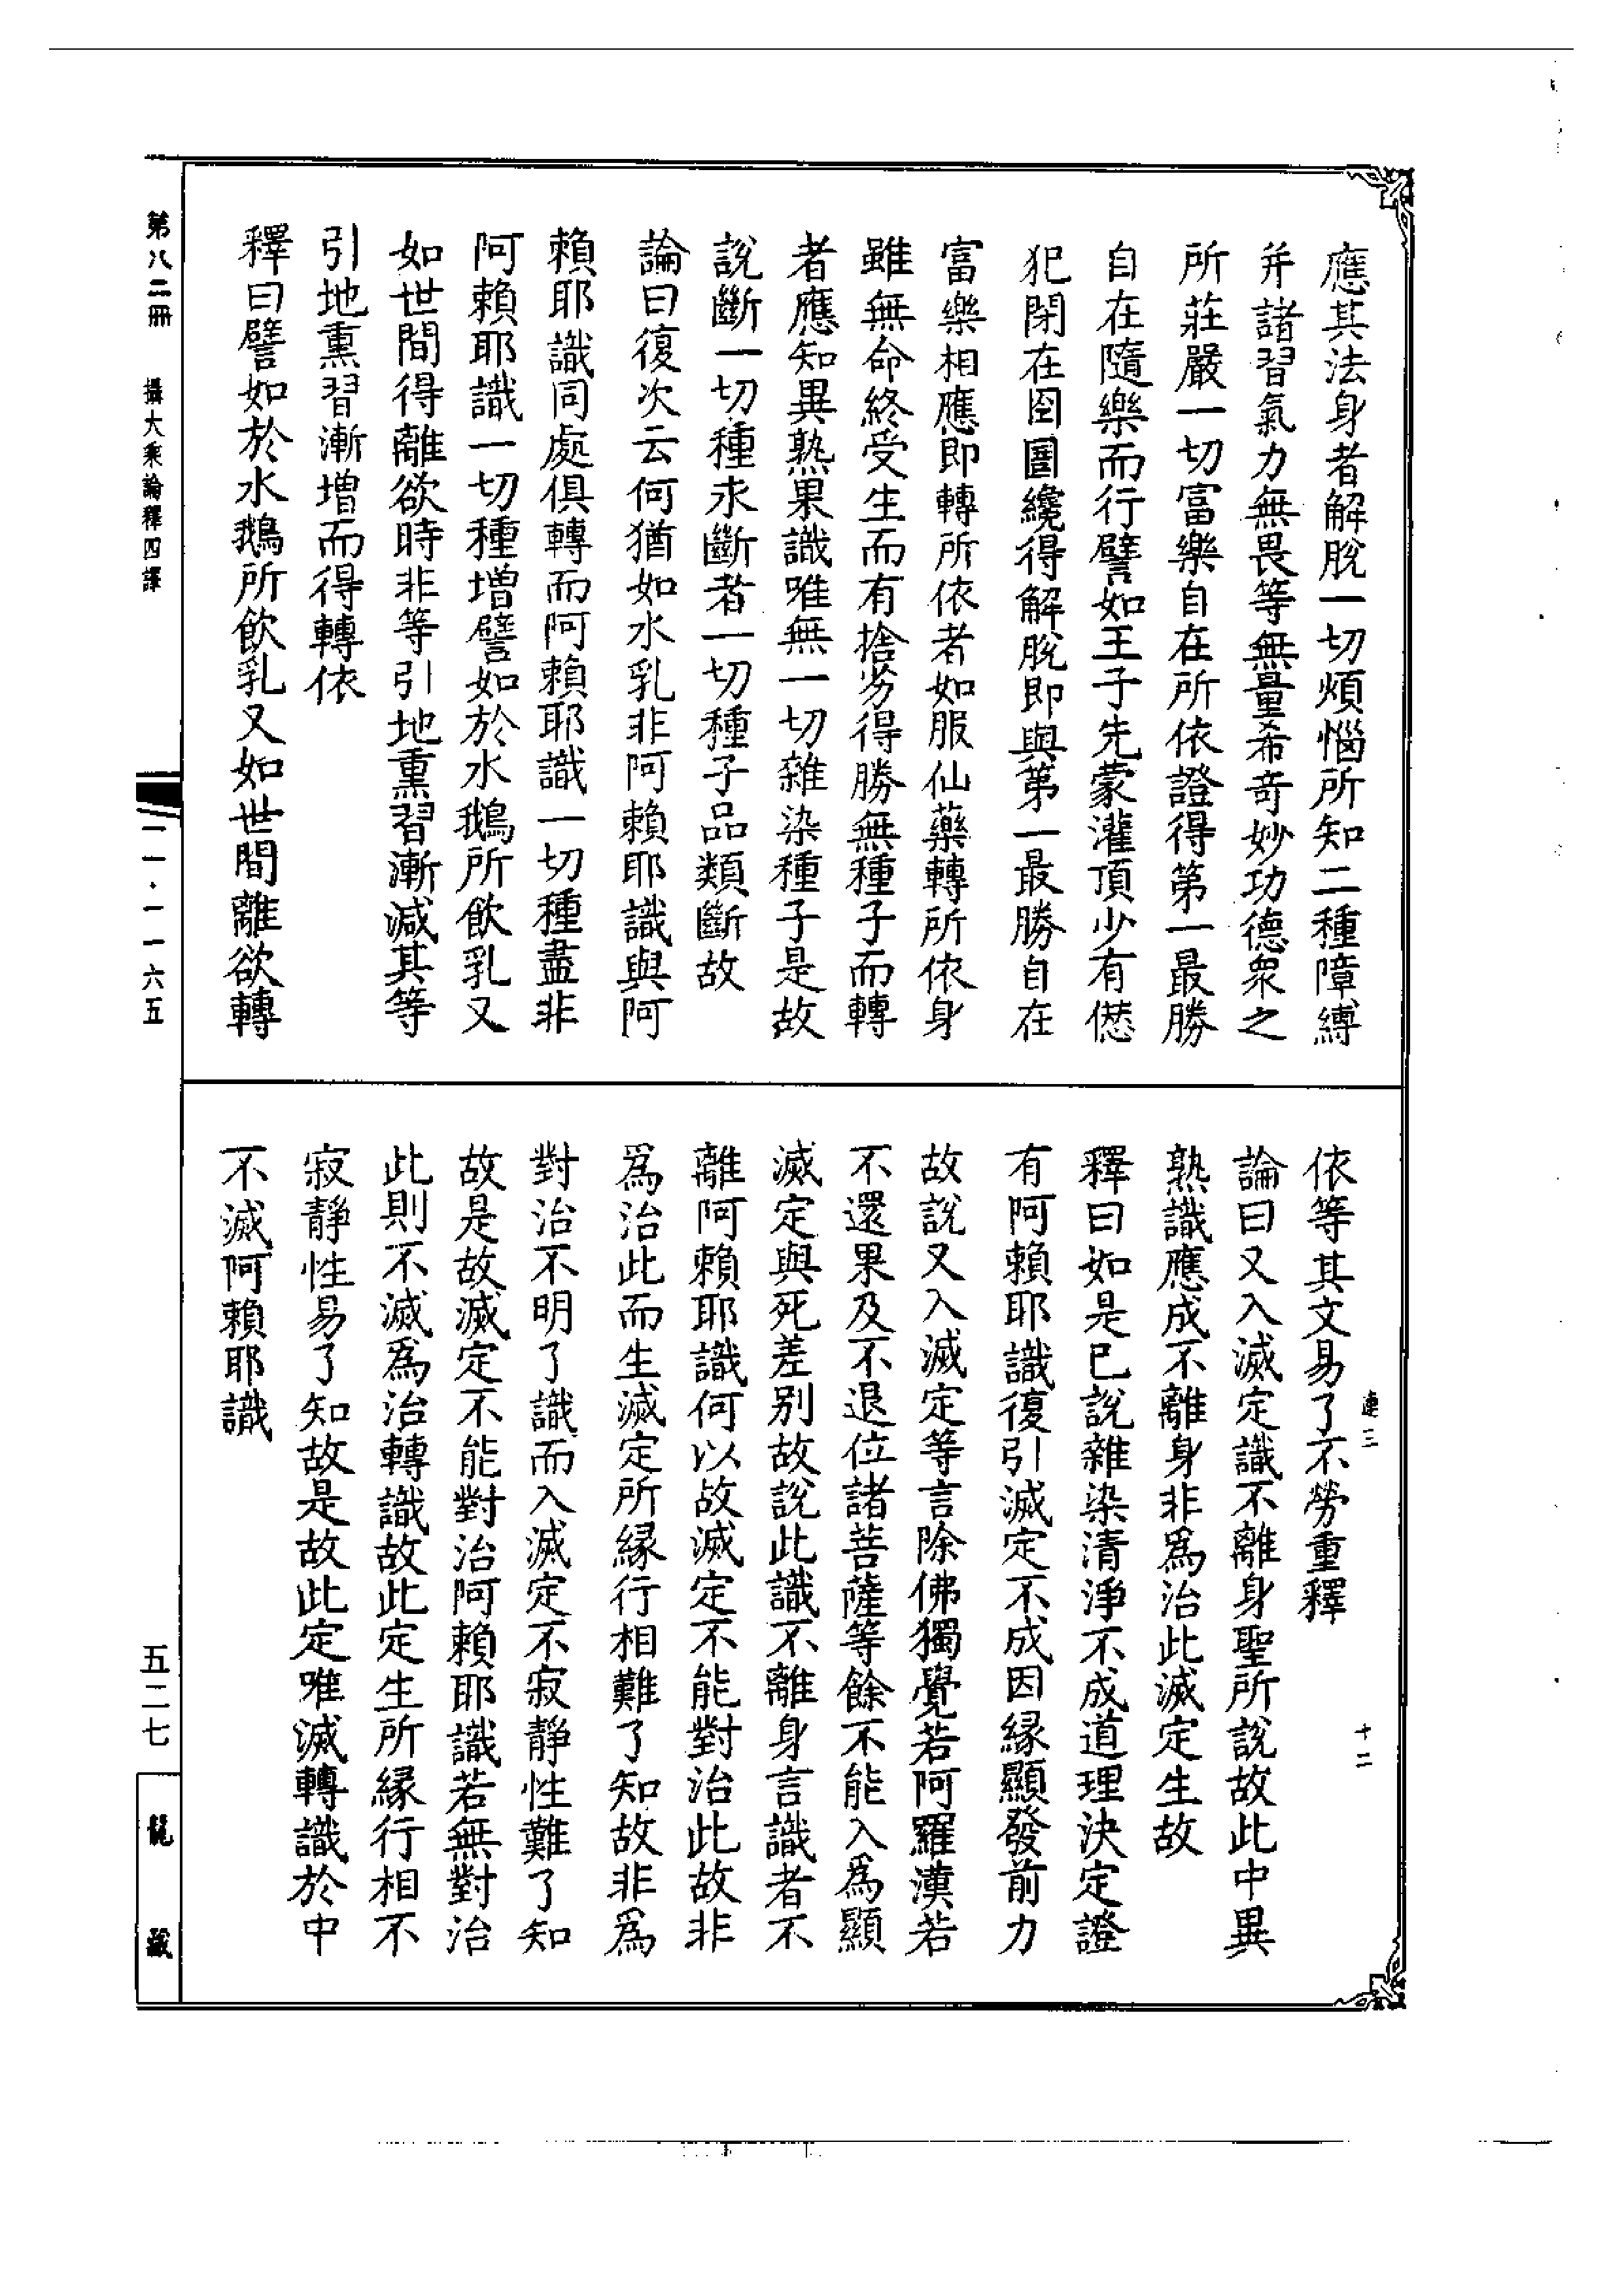 應其法身者解脫一切煩惱所知二種障縛
并諸習氣力無畏等無量希奇妙功德衆之
所莊嚴一切富樂自在所依證得第一最勝
自在隨樂而行譬如王子先蒙灌頂少有愆
犯閉在囹圄纔得解脫即與第一最勝自在
富樂相應即轉所依者如服仙藥轉所依身
雖無命終受生而有捨劣得勝無種子而轉
者應知異熟果識唯無一切雜染種子是故
說斷一切種永斷者一切種子品類斷故
論曰復次云何猶如水乳非阿賴耶識與阿
賴耶識同處俱轉而阿賴耶識一切種盡非
阿賴耶識一切種增譬如於水鵝所飲乳又
如世間得離欲時非等引地熏習漸減其等
引地熏習漸增而得轉依
釋曰譬如於水鵝所飲乳又如世間離欲轉
依等其文易了不勞重釋
論曰又入滅定識不離身聖所說故此中異
熟識應成不離身非爲治此滅定生故
釋曰如是已說雜染清淨不成道理決定證
有阿賴耶識復引滅定不成因緣顯發前力
故說又入滅定等言除佛獨覺若阿羅漢若
不還果及不退位諸菩薩等餘不能入爲顯
滅定與死差别故說此識不離身言識者不
離阿賴耶識何以故滅定不能對治此故非
爲治此而生滅定所緣行相難了知故非爲
對治不明了識而入滅定不寂靜性難了知
故是故滅定不能對治阿賴耶識若無對治
此則不滅爲治轉識故此定生所緣行相不
寂靜性易了知故是故此定唯滅轉識於中
不滅阿賴耶識
連三
十二
第八二冊
攝大乘論釋四譯
一一·一一六五
五二七
龍藏